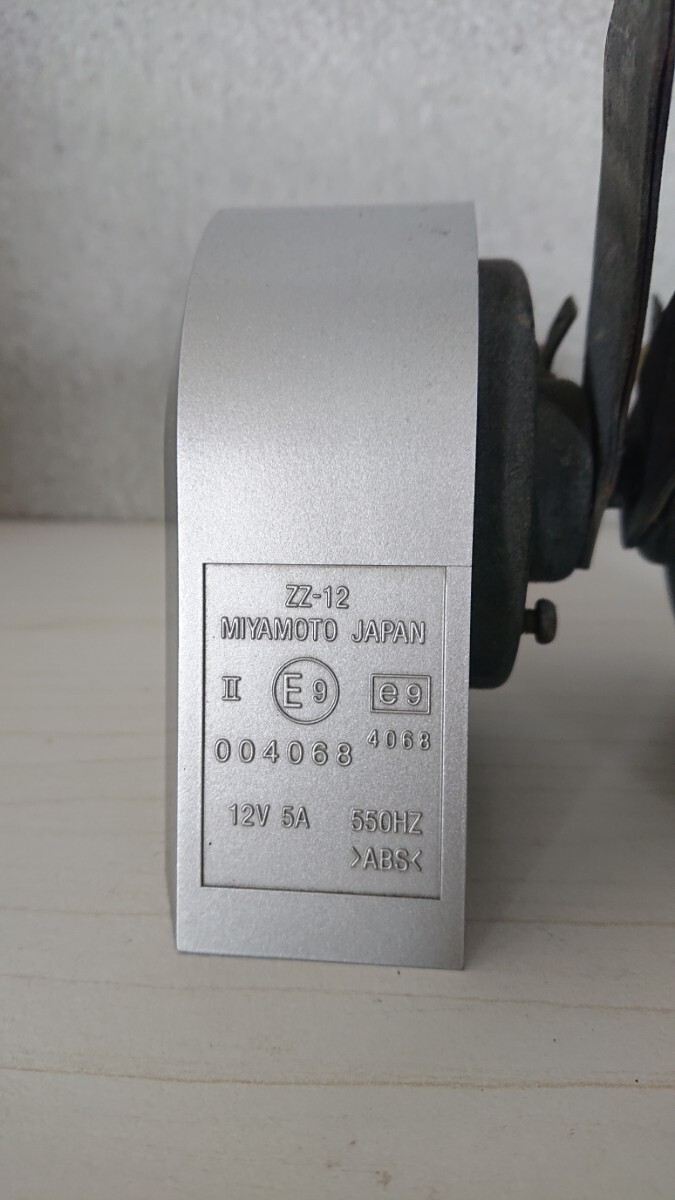 ZZ-12
MIYAMOTO JAPAN
II E9 e9
004068 4068
12V 5A 550HZ
>ABS<